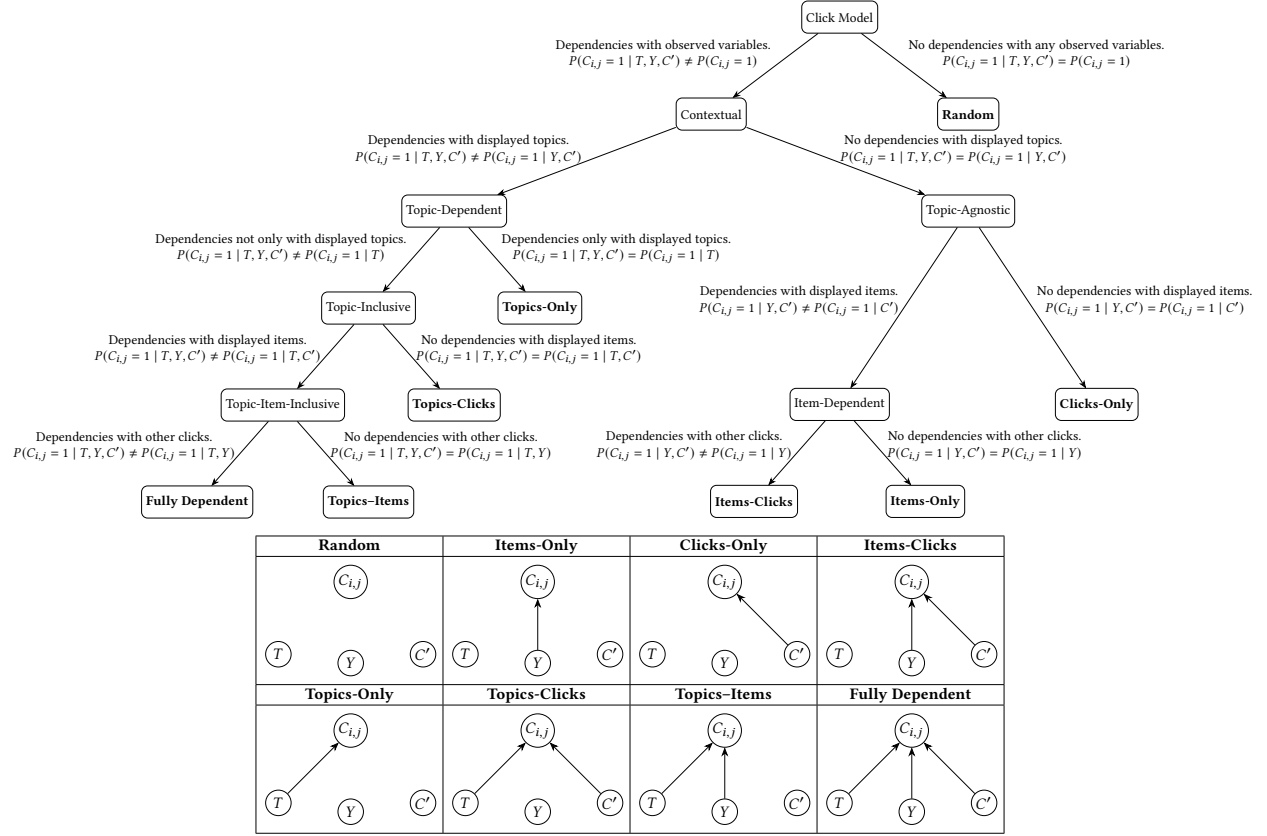 Click Model
Dependencies with observed variables.
P(C_{i,j} = 1 | T, Y, C′) ≠ P(C_{i,j} = 1)
No dependencies with any observed variables.
P(C_{i,j} = 1 | T, Y, C′) = P(C_{i,j} = 1)
Contextual
Random
Dependencies with displayed topics.
P(C_{i,j} = 1 | T, Y, C′) ≠ P(C_{i,j} = 1 | Y, C′)
No dependencies with displayed topics.
P(C_{i,j} = 1 | T, Y, C′) = P(C_{i,j} = 1 | Y, C′)
Topic-Dependent
Topic-Agnostic
Dependencies not only with displayed topics.
P(C_{i,j} = 1 | T, Y, C′) ≠ P(C_{i,j} = 1 | T)
Dependencies only with displayed topics.
P(C_{i,j} = 1 | T, Y, C′) = P(C_{i,j} = 1 | T)
Dependencies with displayed items.
P(C_{i,j} = 1 | Y, C′) ≠ P(C_{i,j} = 1 | C′)
No dependencies with displayed items.
P(C_{i,j} = 1 | Y, C′) = P(C_{i,j} = 1 | C′)
Topic-Inclusive
Topics-Only
Dependencies with displayed items.
P(C_{i,j} = 1 | T, Y, C′) ≠ P(C_{i,j} = 1 | T, C′)
No dependencies with displayed items.
P(C_{i,j} = 1 | T, Y, C′) = P(C_{i,j} = 1 | T, C′)
Topic-Item-Inclusive
Topics-Clicks
Item-Dependent
Clicks-Only
Dependencies with other clicks.
P(C_{i,j} = 1 | T, Y, C′) ≠ P(C_{i,j} = 1 | T, Y)
No dependencies with other clicks.
P(C_{i,j} = 1 | T, Y, C′) = P(C_{i,j} = 1 | T, Y)
Dependencies with other clicks.
P(C_{i,j} = 1 | Y, C′) ≠ P(C_{i,j} = 1 | Y)
No dependencies with other clicks.
P(C_{i,j} = 1 | Y, C′) = P(C_{i,j} = 1 | Y)
Fully Dependent
Topics–Items
Items-Clicks
Items-Only
Random Items-Only Clicks-Only Items-Clicks
C_{i,j} C_{i,j} C_{i,j} C_{i,j}
T Y C′ T Y C′ T Y C′ T Y C′
Topics-Only Topics-Clicks Topics–Items Fully Dependent
C_{i,j} C_{i,j} C_{i,j} C_{i,j}
T Y C′ T Y C′ T Y C′ T Y C′